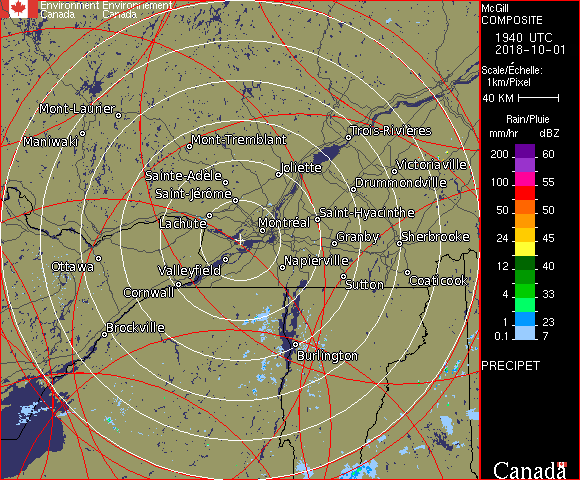 Environment Environnement
Canada Canada
McGill
COMPOSITE
1940 UTC
2018-10-01
Scale/Échelle:
1km/Pixel
40 KM
Rain/Pluie
mm/hr dBZ
200 60
100 55
50 50
24 45
12 40
4 33
1 23
0.1 7
PRECIPET
Canada
Mont-Laurier
Maniwaki
Mont-Tremblant
Trois-Rivières
Joliette
Victoriaville
Sainte-Adèle
Drummondville
Saint-Jérôme
Saint-Hyacinthe
Lachute
Montréal
Granby
Sherbrooke
Ottawa
Valleyfield
Napierville
Cornwall
Sutton
Coaticook
Brockville
Burlington